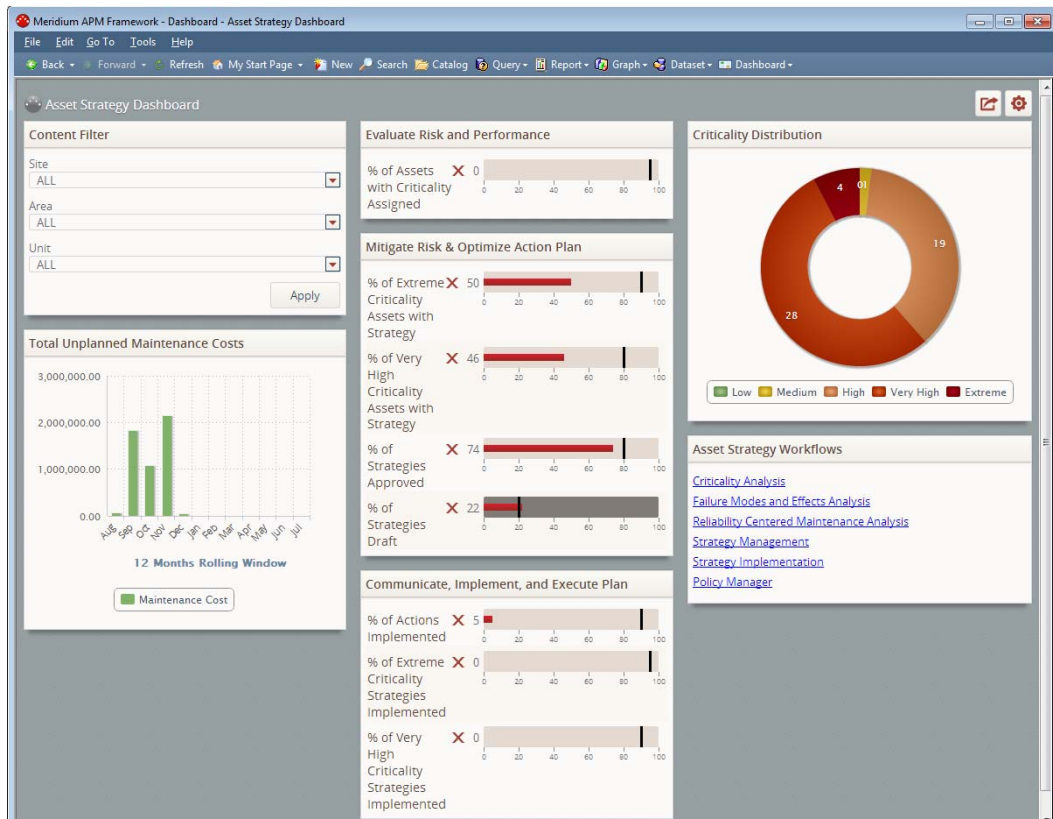 Meridium APM Framework - Dashboard - Asset Strategy Dashboard
File Edit Go To Tools Help
Back Forward Refresh My Start Page New Search Catalog Query Report Graph Dataset Dashboard
Asset Strategy Dashboard
Content Filter
Site
ALL
Area
ALL
Unit
ALL
Apply
Total Unplanned Maintenance Costs
3,000,000.00
2,000,000.00
1,000,000.00
0.00
Aug Sep Oct Nov Dec Jan Feb Mar Apr May Jun Jul
12 Months Rolling Window
Maintenance Cost
Evaluate Risk and Performance
% of Assets 0
with Criticality
Assigned
0 20 40 60 80 100
Mitigate Risk & Optimize Action Plan
% of Extreme 50
Criticality
Assets with
Strategy
0 20 40 60 80 100
% of Very 46
High
Criticality
Assets with
Strategy
0 20 40 60 80 100
% of 74
Strategies
Approved
0 20 40 60 80 100
% of 22
Strategies
Draft
0 20 40 60 80 100
Communicate, Implement, and Execute Plan
% of Actions 5
Implemented
0 20 40 60 80 100
% of Extreme 0
Criticality
Strategies
Implemented
0 20 40 60 80 100
% of Very 0
High
Criticality
Strategies
Implemented
0 20 40 60 80 100
Criticality Distribution
4 0 1
19
28
Low Medium High Very High Extreme
Asset Strategy Workflows
Criticality Analysis
Failure Modes and Effects Analysis
Reliability Centered Maintenance Analysis
Strategy Management
Strategy Implementation
Policy Manager